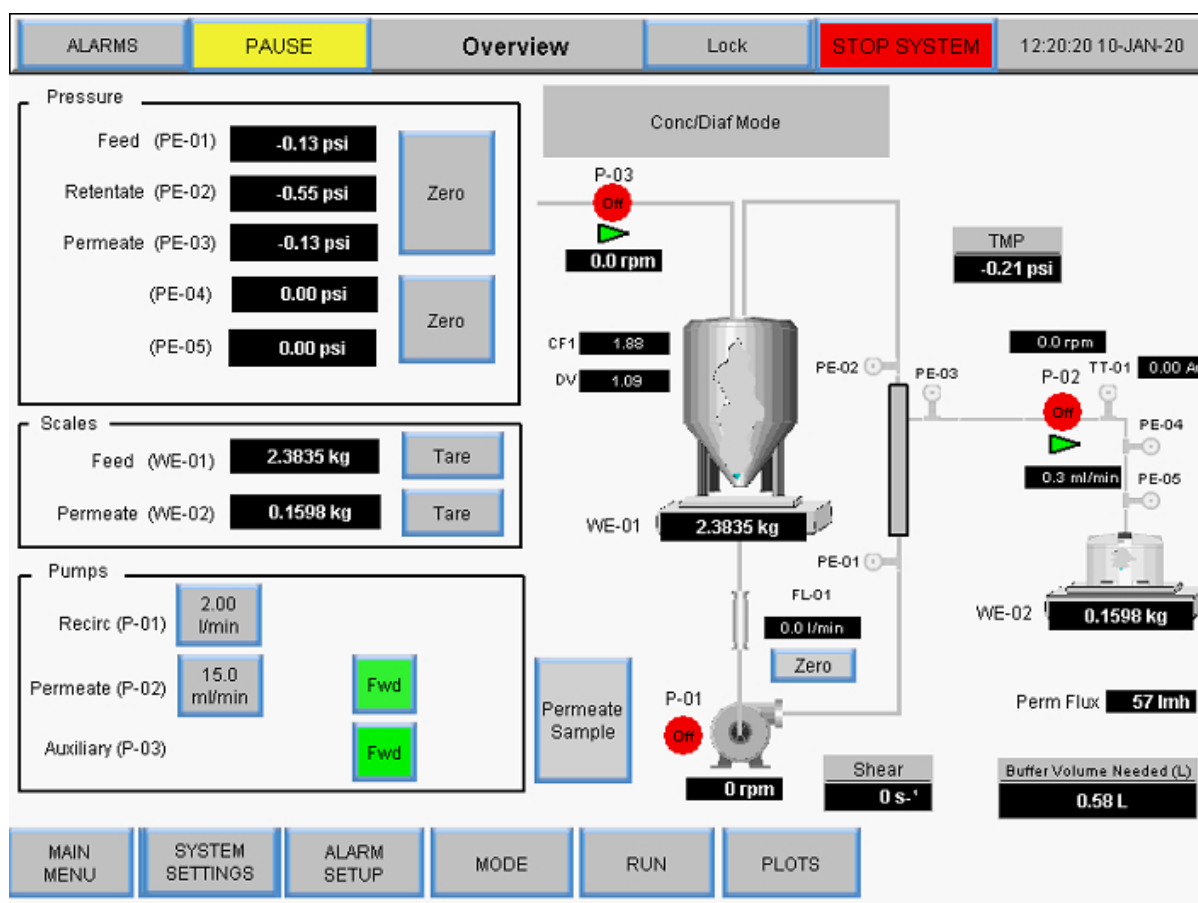 ALARMS PAUSE Overview Lock STOP SYSTEM 12:20:20 10-JAN-20
Pressure
Feed (PE-01) -0.13 psi
Retentate (PE-02) -0.55 psi
Zero
Permeate (PE-03) -0.13 psi
(PE-04) 0.00 psi
Zero
(PE-05) 0.00 psi
Scales
Feed (WE-01) 2.3835 kg Tare
Permeate (WE-02) 0.1598 kg Tare
Pumps
Recirc (P-01) 2.00
l/min
Permeate (P-02) 15.0
ml/min
Fwd
Auxiliary (P-03) Fwd
Permeate
Sample
Conc/Diaf Mode
P-03
Off
0.0 rpm
TMP
-0.21 psi
CF1 1.88
DV 1.09
PE-02
PE-03
0.0 rpm
P-02
Off
TT-01 0.00
PE-04
0.3 ml/min
PE-05
WE-01 2.3835 kg
PE-01
FL-01
0.0 l/min
Zero
WE-02 0.1598 kg
P-01
Off
0 rpm
Perm Flux 57 lmh
Shear
0 s-¹
Buffer Volume Needed (L)
0.58 L
MAIN
MENU
SYSTEM
SETTINGS
ALARM
SETUP
MODE
RUN
PLOTS